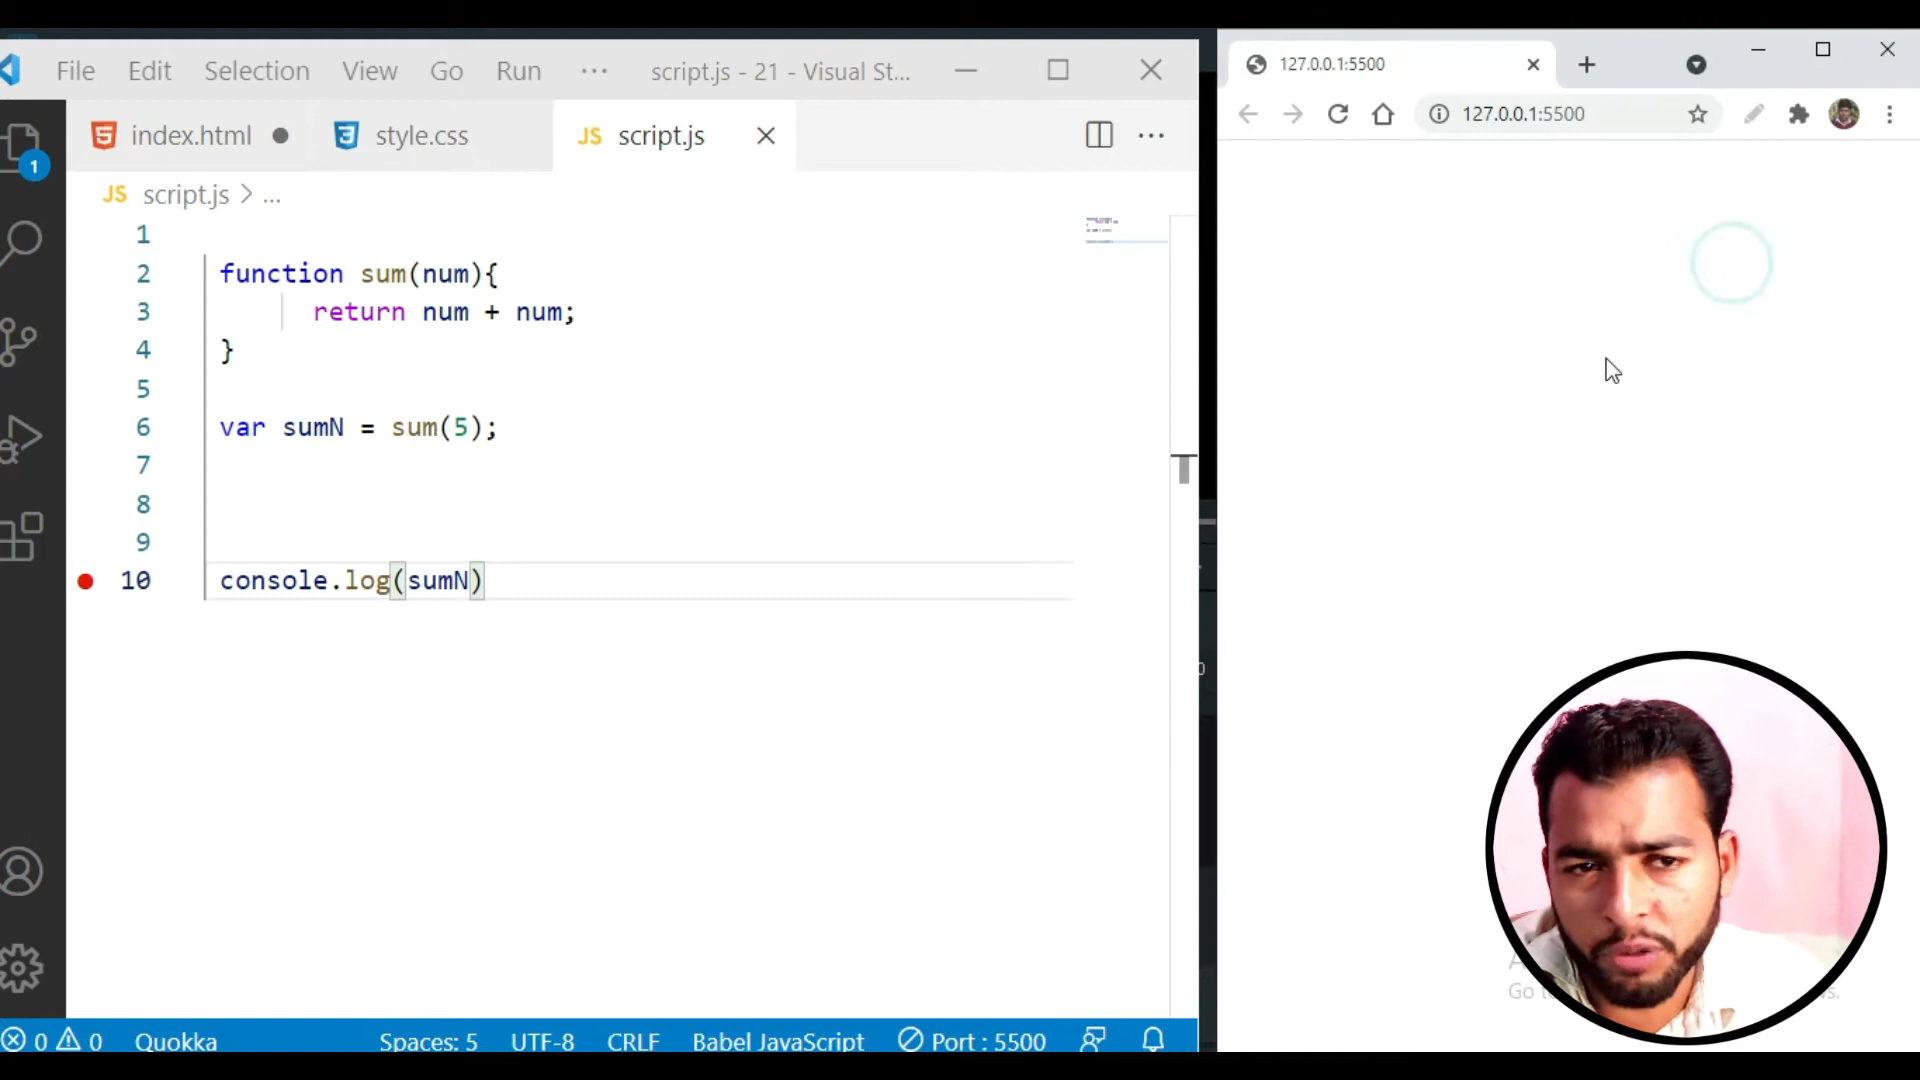 File Edit Selection View Go Run ··· script.js - 21 - Visual St...
index.html style.css JS script.js
JS script.js > ...
1
2 function sum(num){
3 return num + num;
4 }
5
6 var sumN = sum(5);
7
8
9
10 console.log(sumN)
1
0 0 Quokka Spaces: 5 UTF-8 CRLF Babel JavaScript Port : 5500
127.0.0.1:5500
127.0.0.1:5500
Go